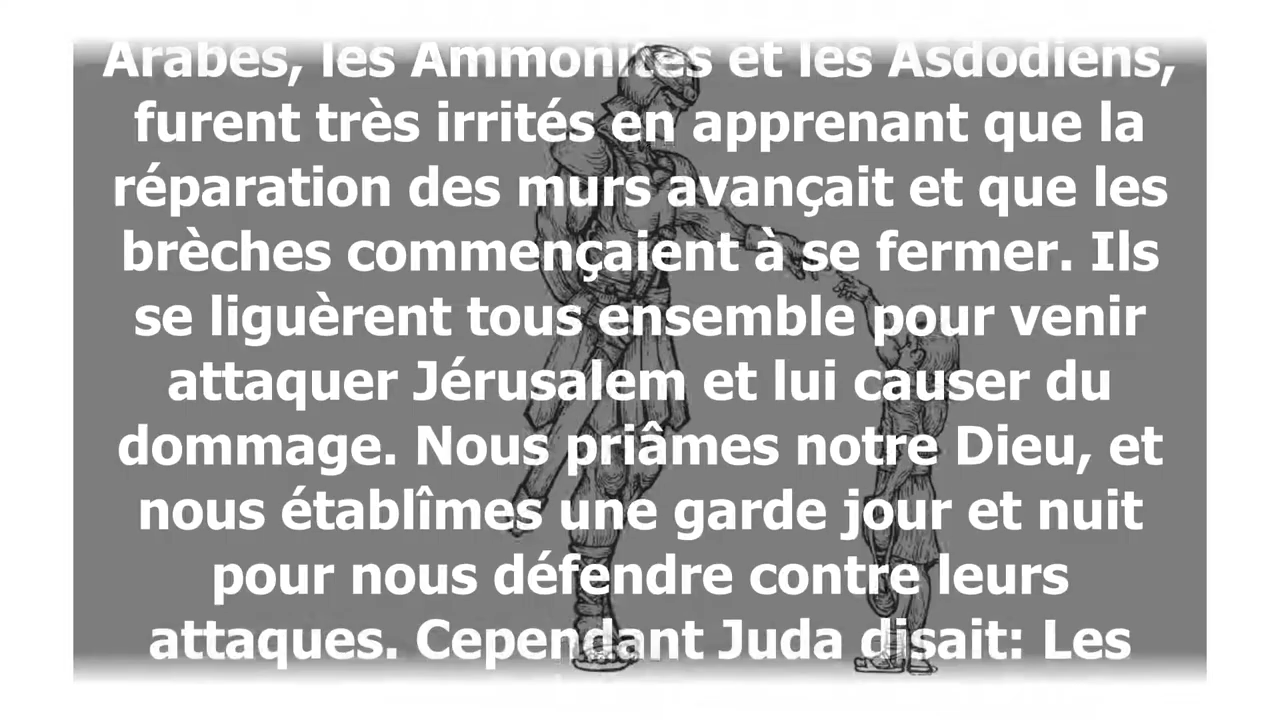 Arabes, les Ammonites et les Asdodiens,
furent très irrités en apprenant que la
réparation des murs avançait et que les
brèches commençaient à se fermer. Ils
se liguèrent tous ensemble pour venir
attaquer Jérusalem et lui causer du
dommage. Nous priâmes notre Dieu, et
nous établîmes une garde jour et nuit
pour nous défendre contre leurs
attaques. Cependant Juda disait: Les